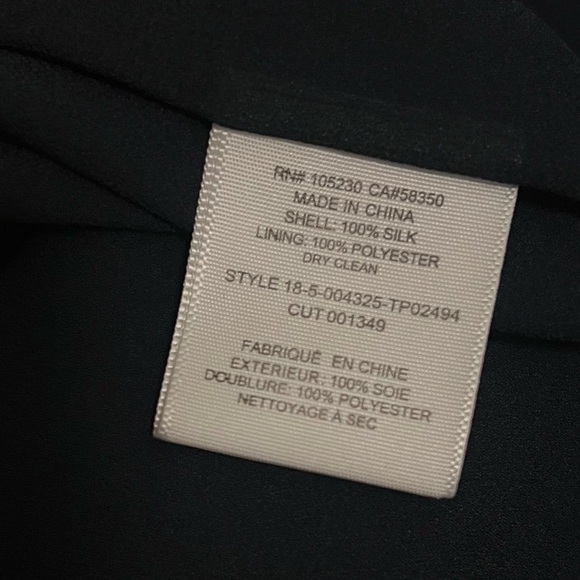 RN# 105230 CA#58350
MADE IN CHINA
SHELL: 100% SILK
LINING: 100% POLYESTER
DRY CLEAN
STYLE 18-5-004325-TP02494
CUT 001349
FABRIQUÉ EN CHINE
EXTERIEUR: 100% SOIE
DOUBLURE: 100% POLYESTER
NETTOYAGE A SEC